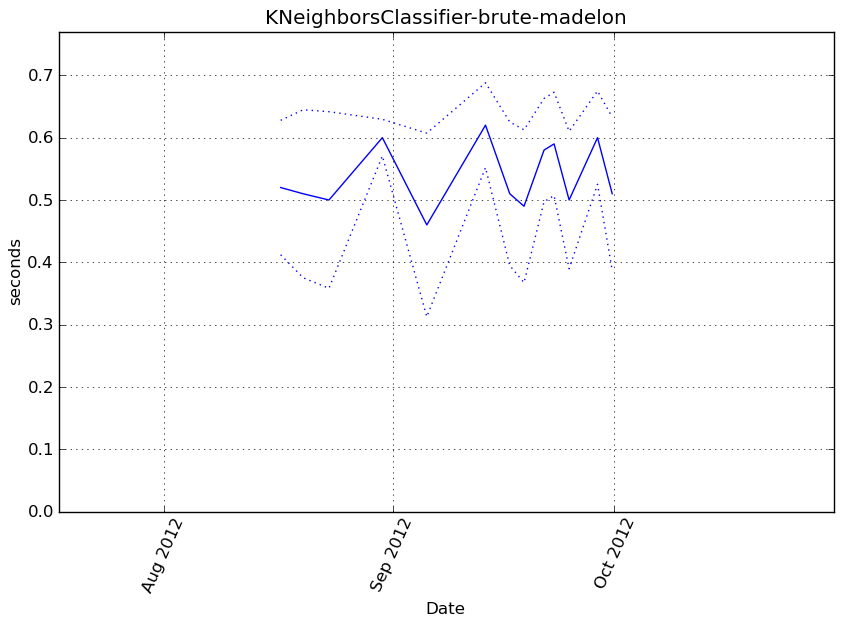 KNeighborsClassifier-brute-madelon
0.7
0.6
0.5
0.4
0.3
0.2
0.1
0.0
seconds
Aug 2012
Sep 2012
Oct 2012
Date